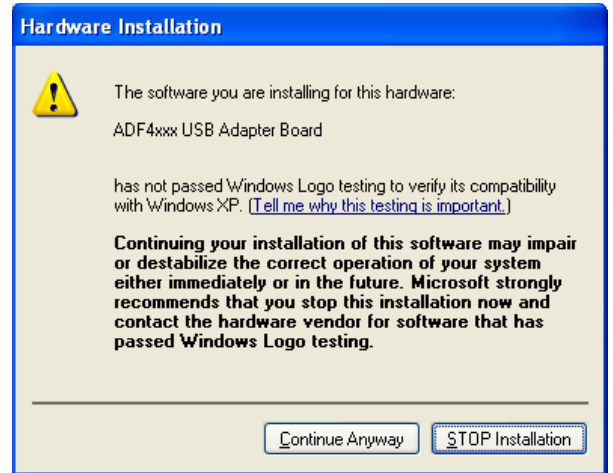 Hardware Installation
The software you are installing for this hardware:
ADF4xxx USB Adapter Board
has not passed Windows Logo testing to verify its compatibility
with Windows XP. (Tell me why this testing is important.)
Continuing your installation of this software may impair
or destabilize the correct operation of your system
either immediately or in the future. Microsoft strongly
recommends that you stop this installation now and
contact the hardware vendor for software that has
passed Windows Logo testing.
Continue Anyway STOP Installation